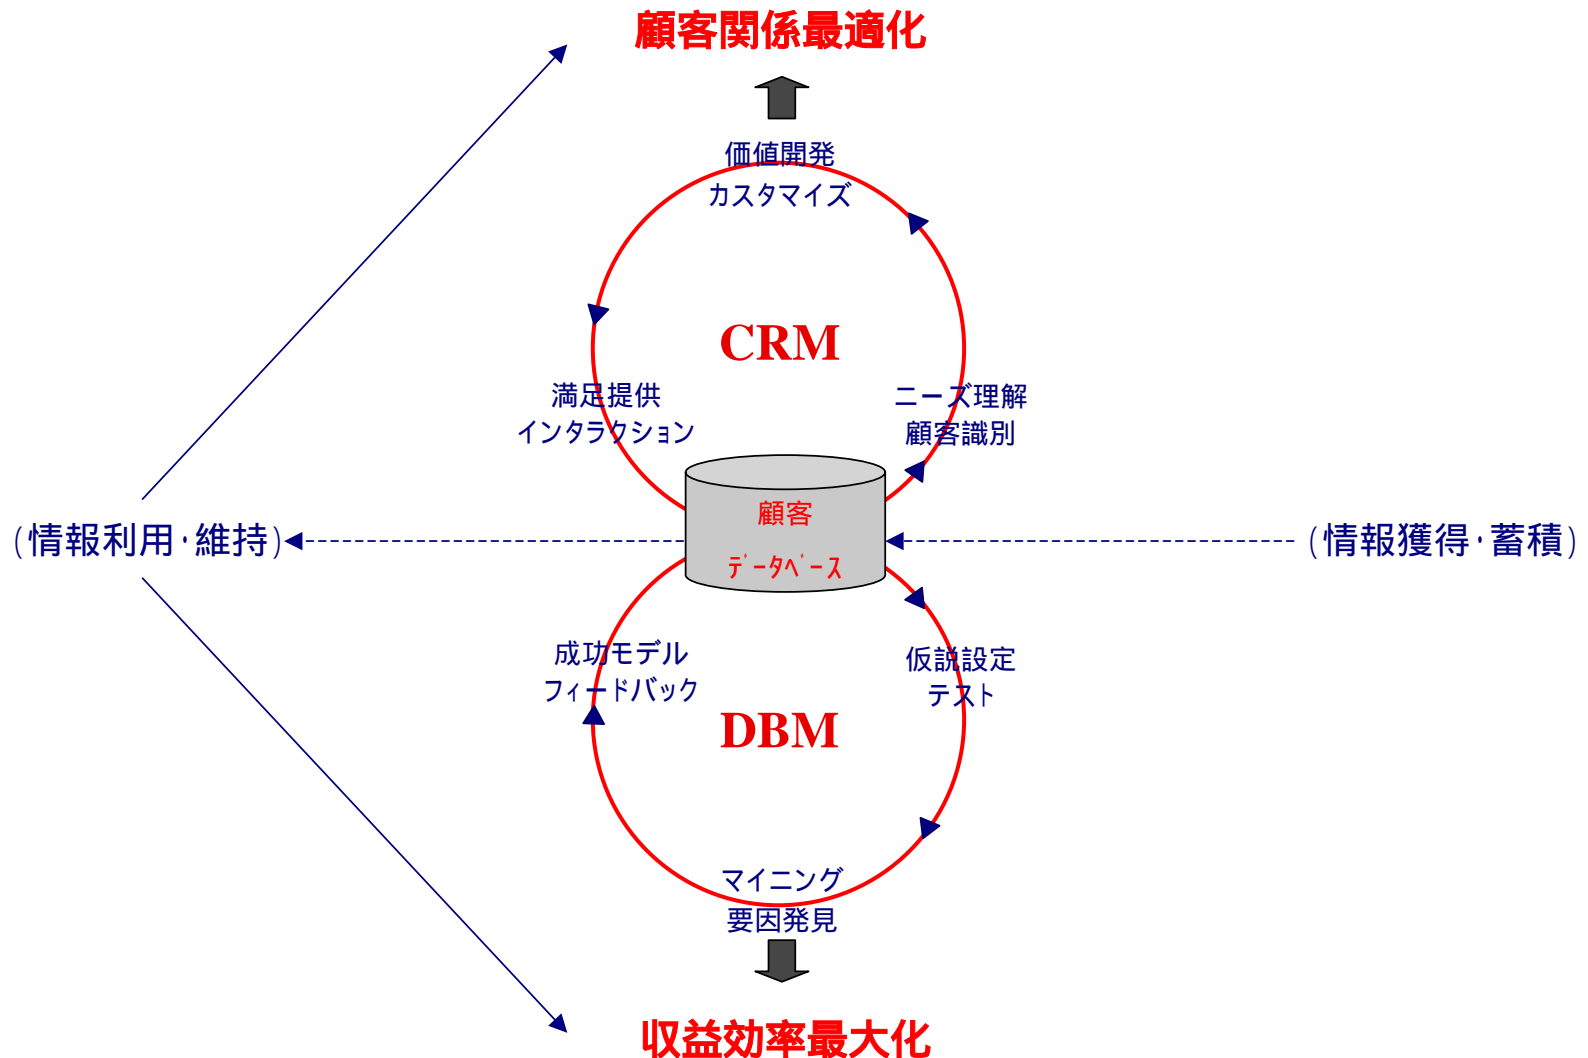 顧客関係最適化
価値開発
カスタマイズ
CRM
満足提供
インタラクション
ニーズ理解
顧客識別
顧客
ﾃﾞｰﾀﾍﾞｰｽ
(情報利用・維持)
(情報獲得・蓄積)
成功モデル
フィードバック
仮説設定
テスト
DBM
マイニング
要因発見
収益効率最大化